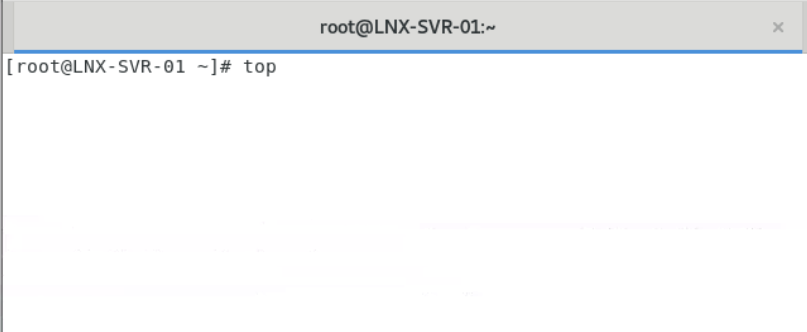 root@LNX-SVR-01:~ ×
[root@LNX-SVR-01 ~]# top